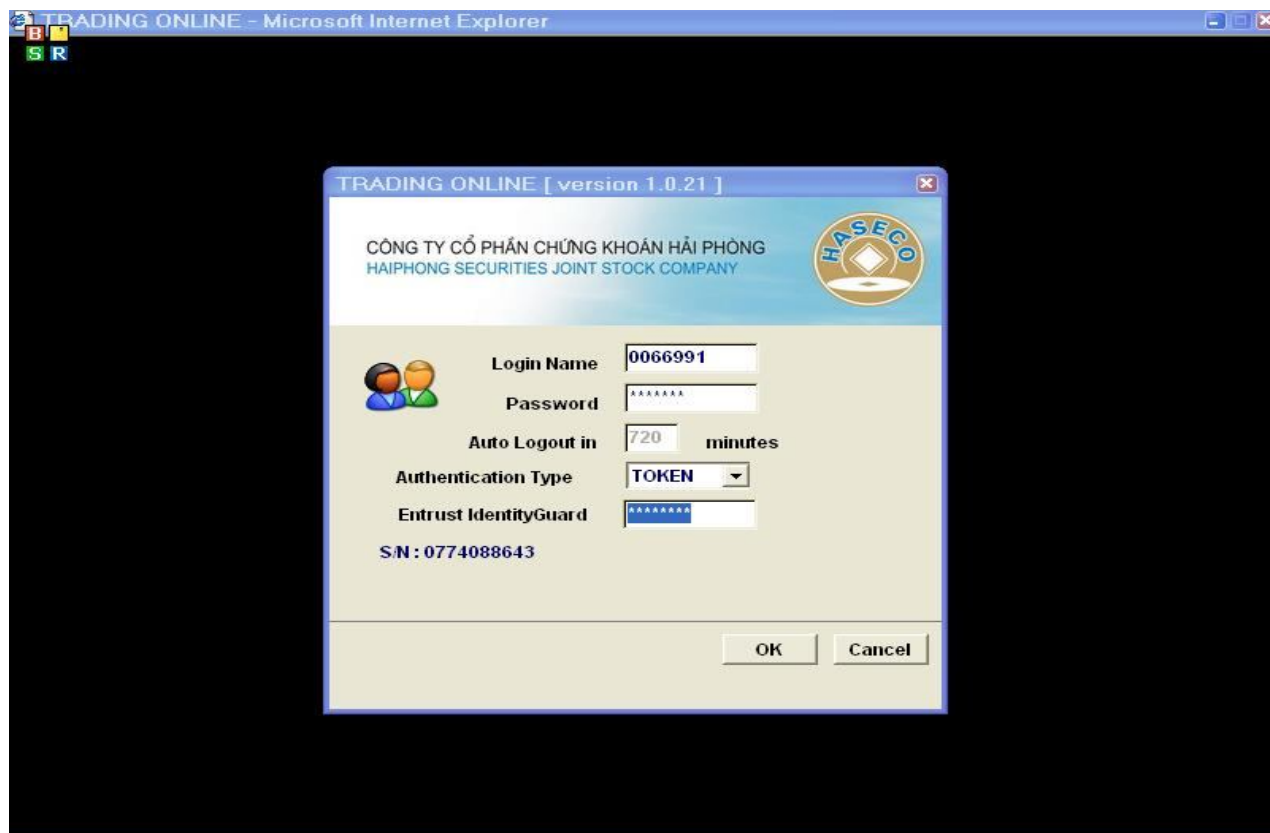 TRADING ONLINE - Microsoft Internet Explorer
B
S R
TRADING ONLINE [ version 1.0.21 ]
CÔNG TY CỔ PHẦN CHỨNG KHOÁN HẢI PHÒNG
HAIPHONG SECURITIES JOINT STOCK COMPANY
HASECO
Login Name 0066991
Password *******
Auto Logout in 720 minutes
Authentication Type TOKEN
Entrust IdentityGuard ********
S/N : 0774088643
OK Cancel